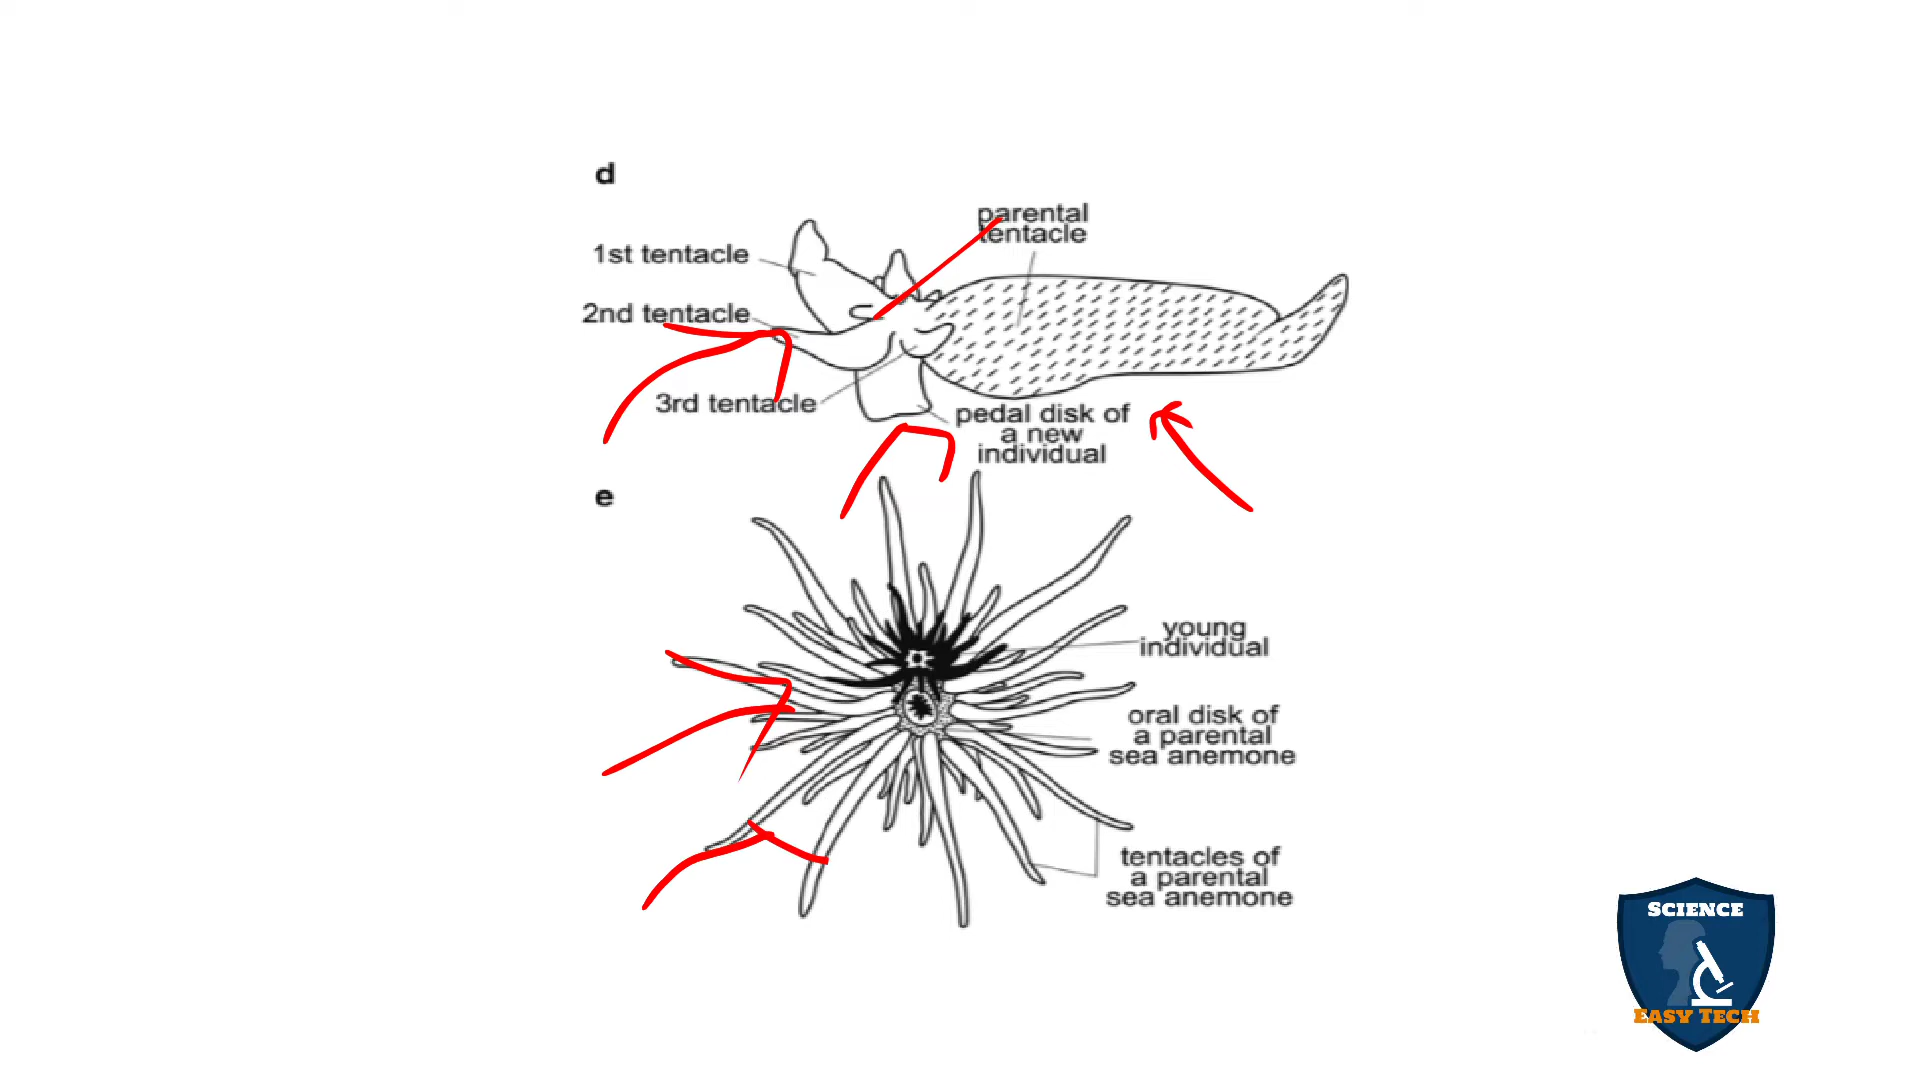 d
parental
tentacle
1st tentacle
2nd tentacle
3rd tentacle
pedal disk of
a new
individual
e
young
individual
oral disk of
a parental
sea anemone
tentacles of
a parental
sea anemone
SCIENCE
EASY TECH